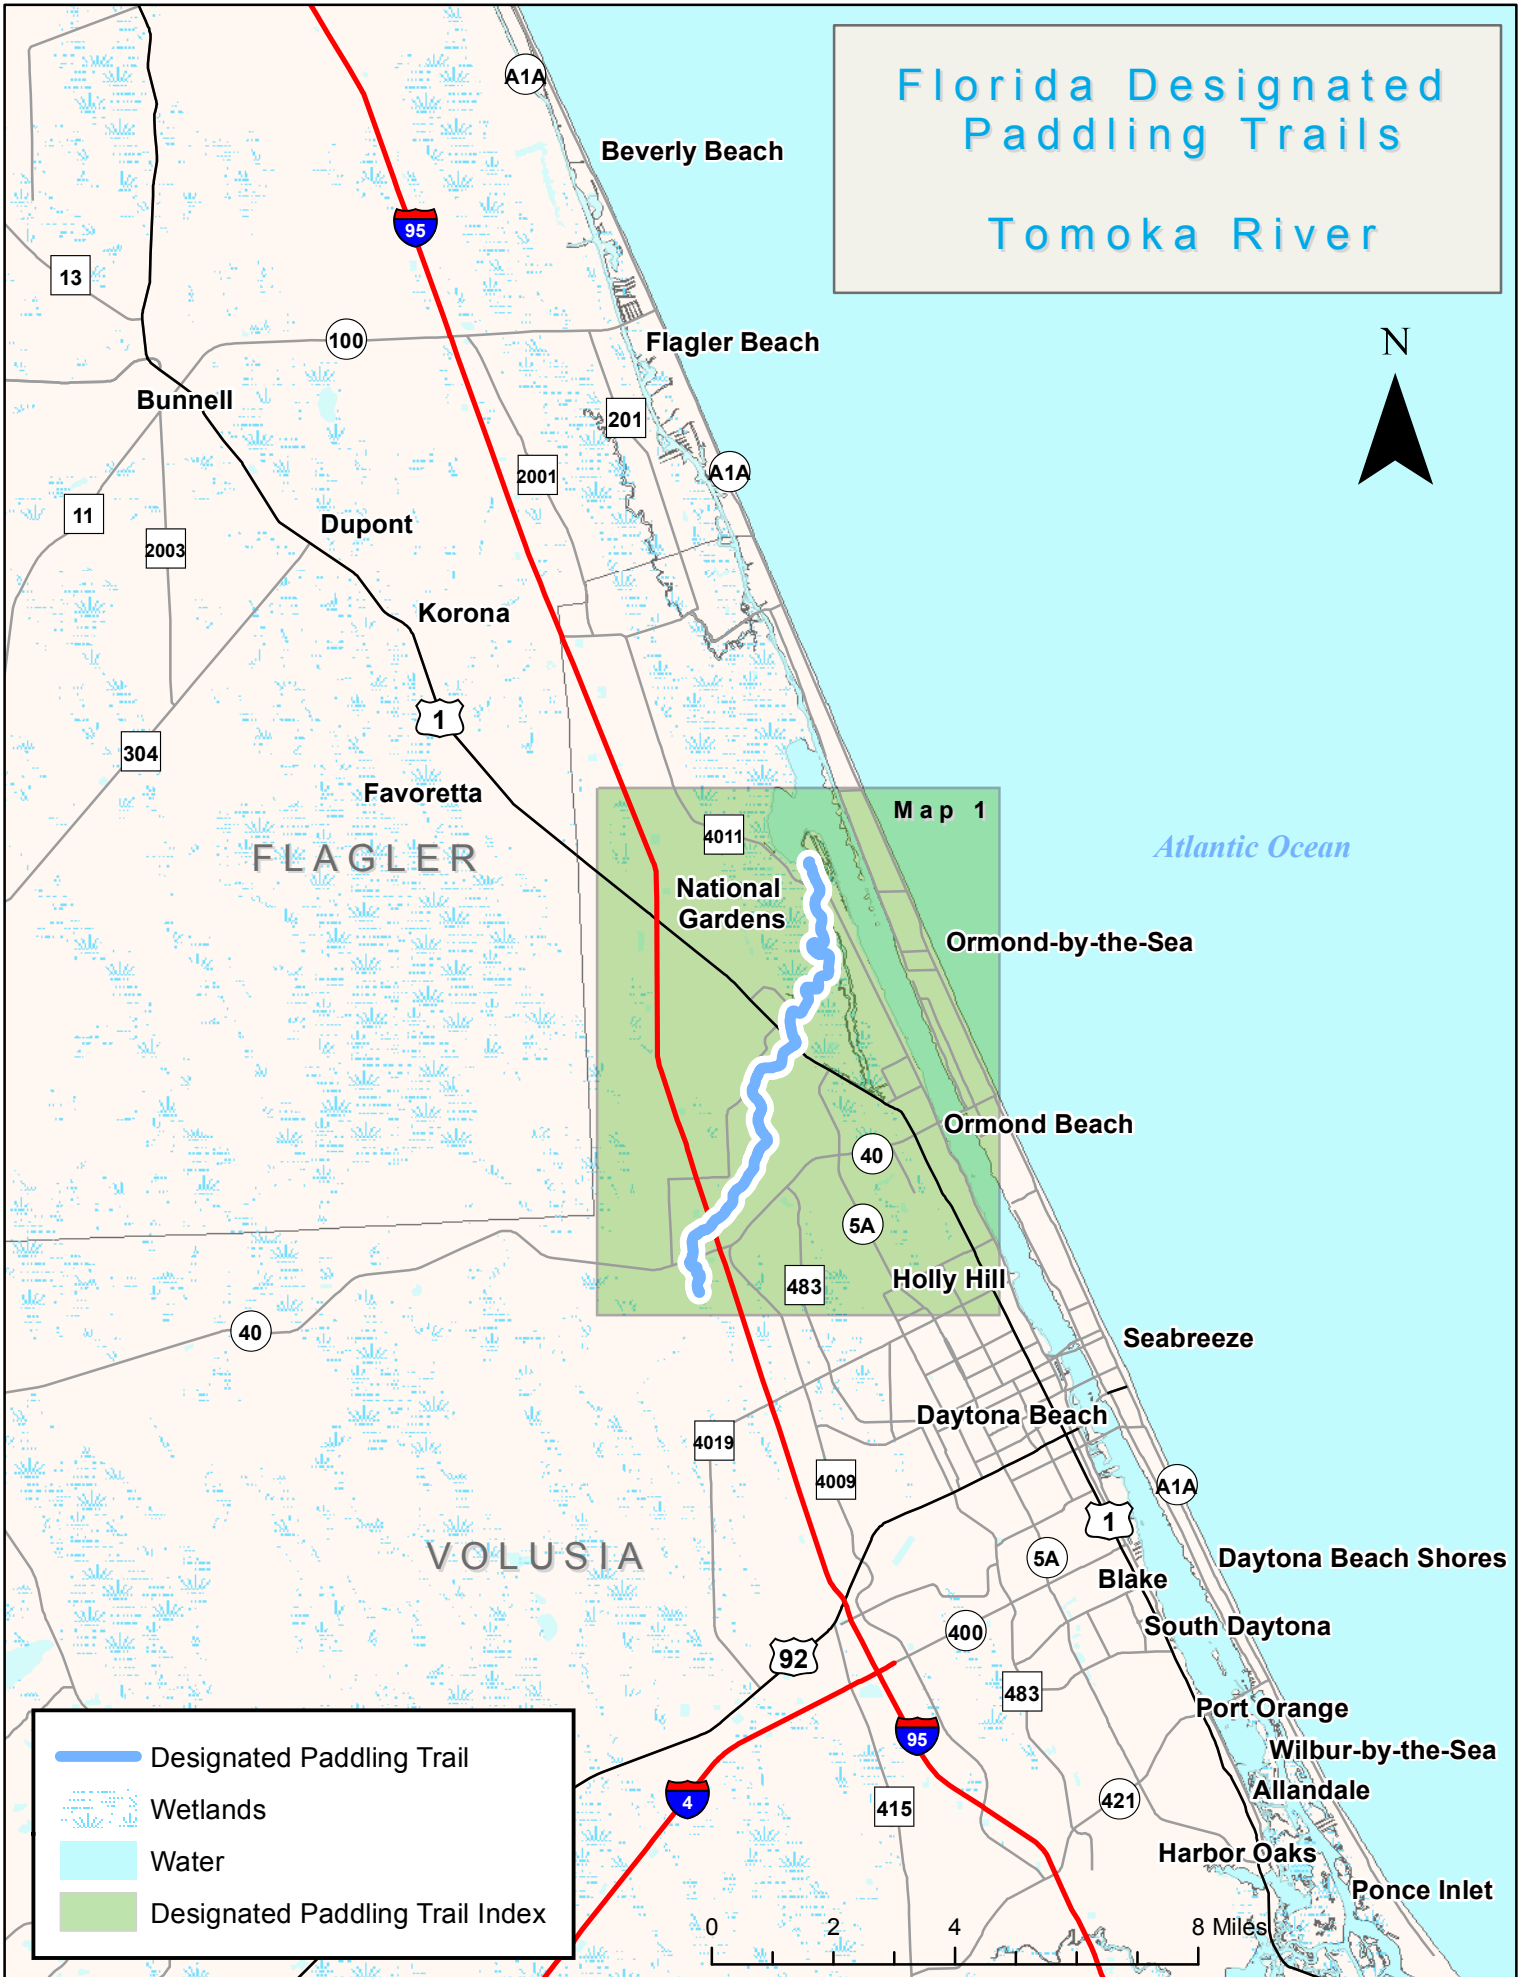 Florida Designated
Paddling Trails
Tomoka River
A1A
Beverly Beach
95
13
N
100
Flagler Beach
Bunnell
201
A1A
2001
11
Dupont
2003
Korona
1
304
Favoretta
Map 1
4011
Atlantic Ocean
FLAGLER
National
Gardens
Ormond-by-the-Sea
Ormond Beach
40
5A
Holly Hill
483
40
Seabreeze
Daytona Beach
4019
4009
A1A
1
VOLUSIA
5A
Daytona Beach Shores
Blake
South Daytona
400
92
483
Port Orange
95
Wilbur-by-the-Sea
Allandale
4
415
421
Harbor Oaks
Ponce Inlet
Designated Paddling Trail
Wetlands
Water
Designated Paddling Trail Index
0 2 4 8 Miles